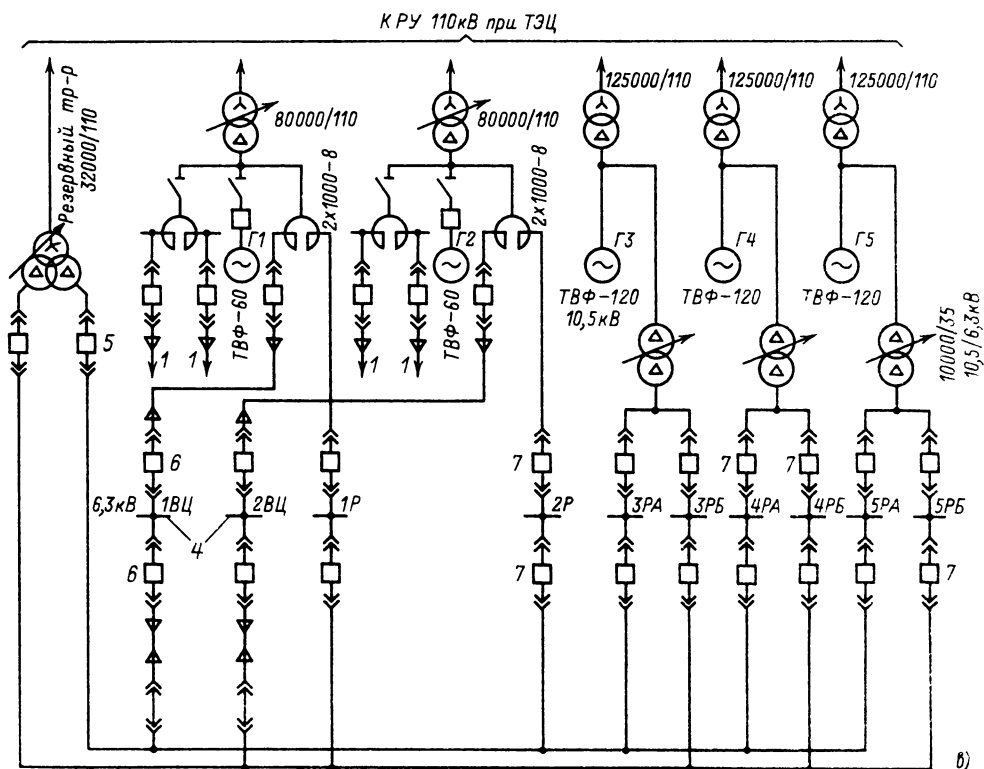 К РУ 110кВ при ТЭЦ
Резервный тр-р
32000/110
80000/110
80000/110
125000/110
125000/110
125000/110
2х1000-8
2х1000-8
Г1
Г2
Г3
Г4
Г5
ТВФ-60
ТВФ-60
ТВФ-120
10,5кВ
ТВФ-120
ТВФ-120
5
1
1
1
1
10000/35
10,5/6,3кВ
6
7
7
7
6,3кВ
1ВЦ
2ВЦ
1Р
2Р
3РА
3РБ
4РА
4РБ
5РА
5РБ
4
6
7
7
в)